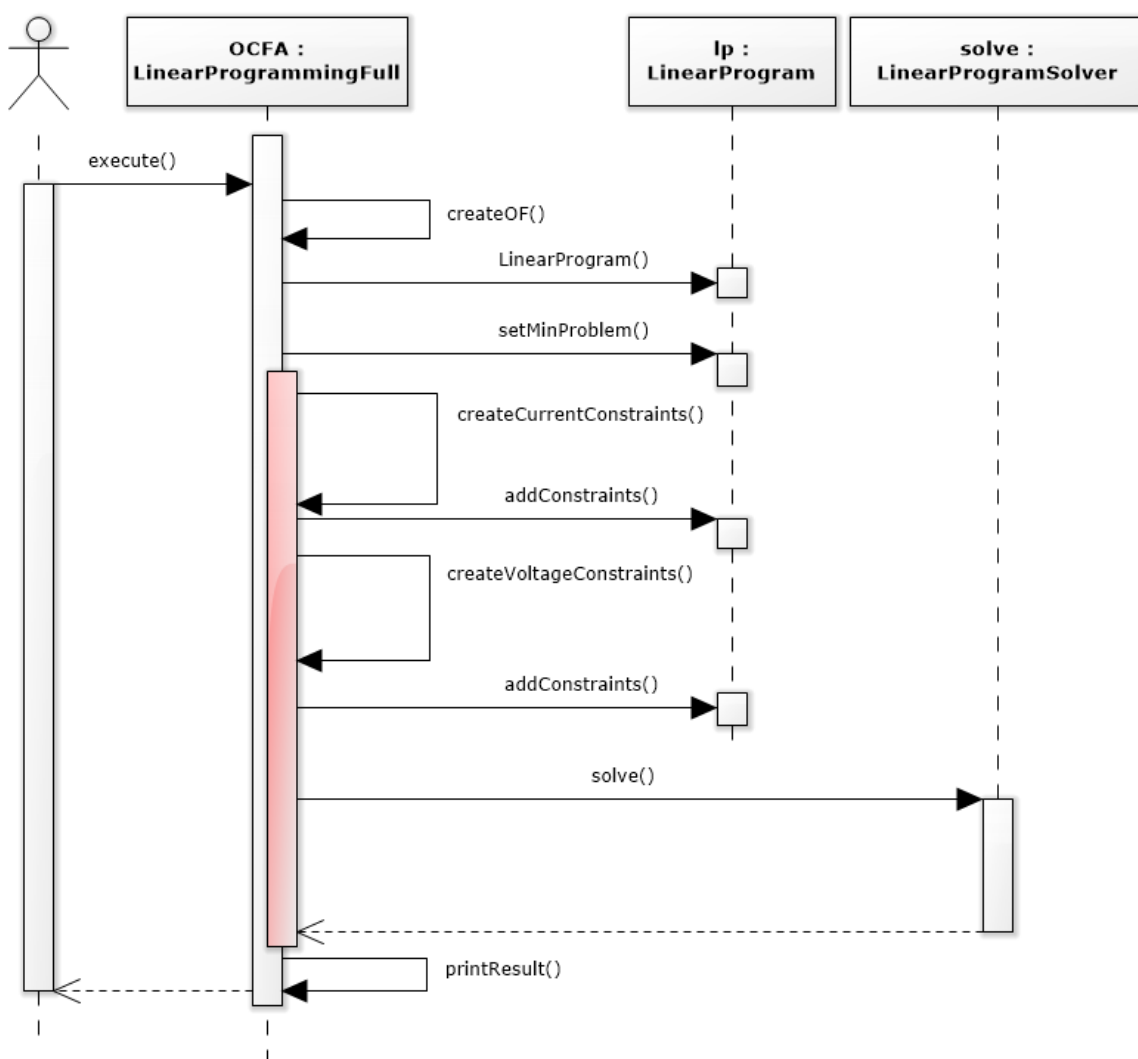 OCFA :
LinearProgrammingFull
lp :
LinearProgram
solve :
LinearProgramSolver
execute()
createOF()
LinearProgram()
setMinProblem()
createCurrentConstraints()
addConstraints()
createVoltageConstraints()
addConstraints()
solve()
printResult()